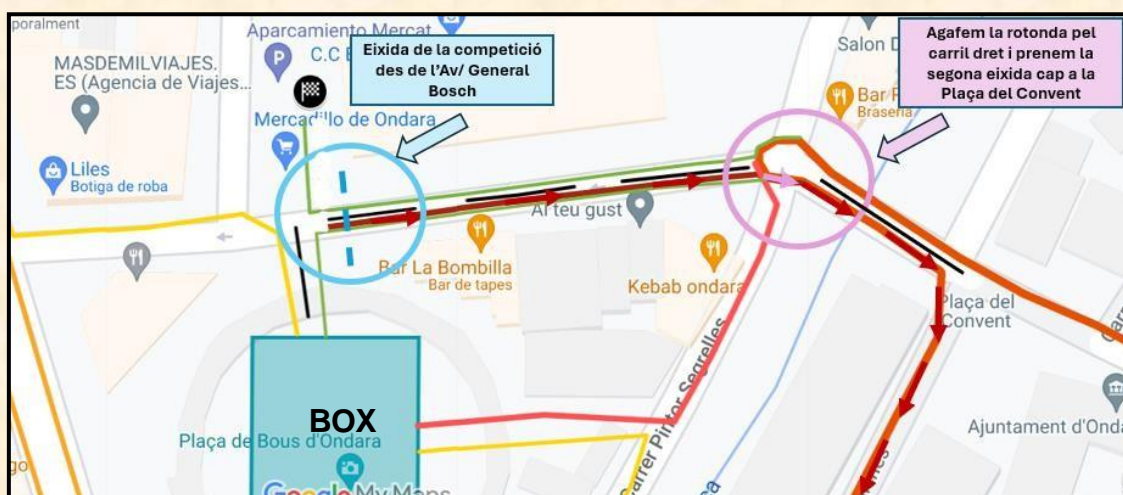 poralment
MASDEMILVIAJES.
ES (Agencia de Viajes...
Liles
Botiga de roba
Aparcamiento Mercat
C.C E
Mercadillo de Ondara
Eixida de la competició
des de l'Av/ General
Bosch
Salon D
Bar F
Braseria
Agafem la rotonda pel
carril dret i prenem la
segona eixida cap a la
Plaça del Convent
Al teu gust
Bar La Bombilla
Bar de tapes
Kebab ondara
Plaça del
Convent
Carrer Pintor Segrelles
BOX
Plaça de Bous d'Ondara
Ajuntament d'Onda
go
Google My Maps